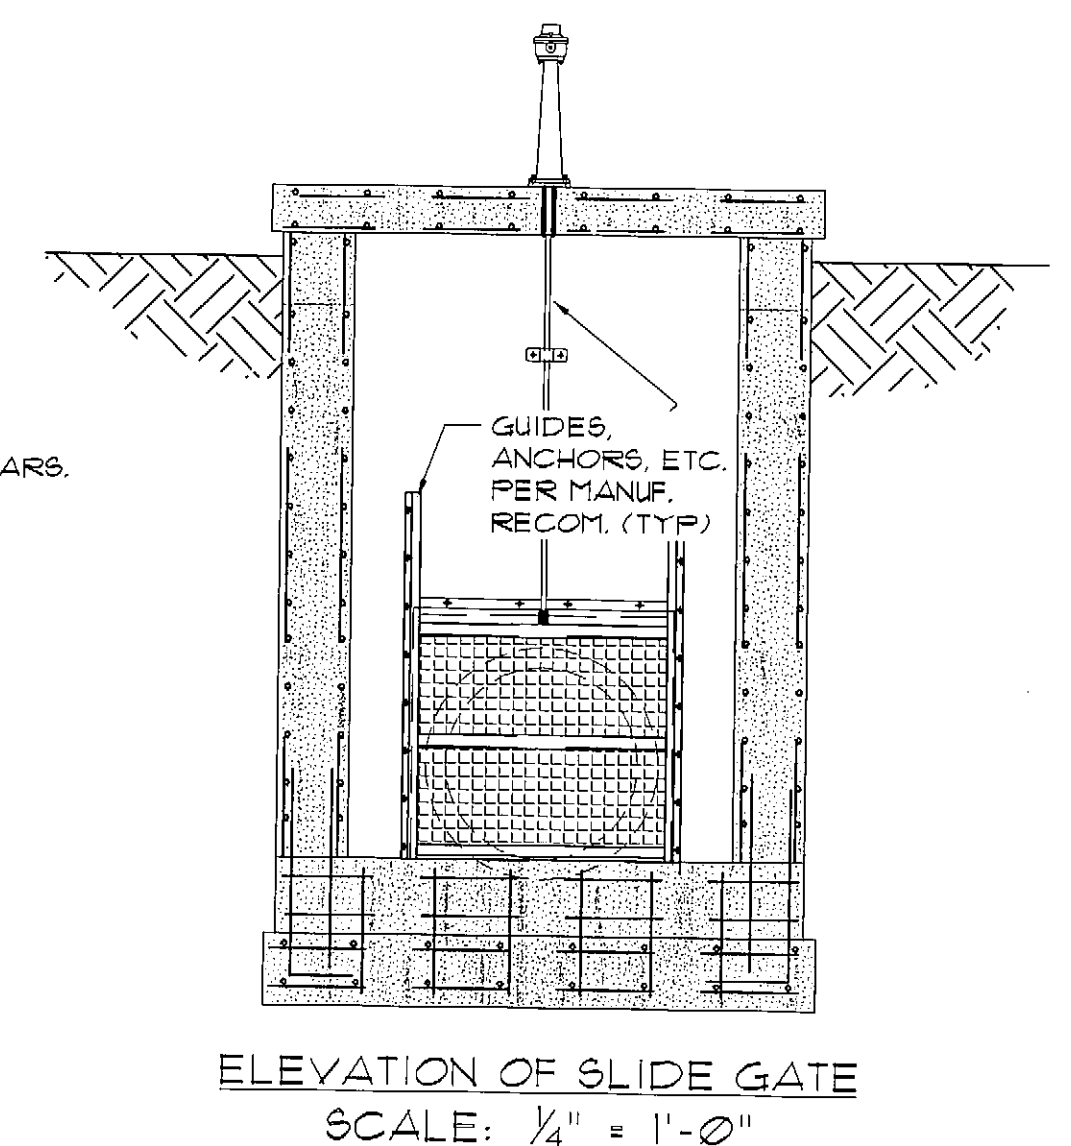 ARS.
GUIDES,
ANCHORS, ETC.
PER MANUF.
RECOM. (TYP)
ELEVATION OF SLIDE GATE
SCALE: 1/4" = 1'-0"